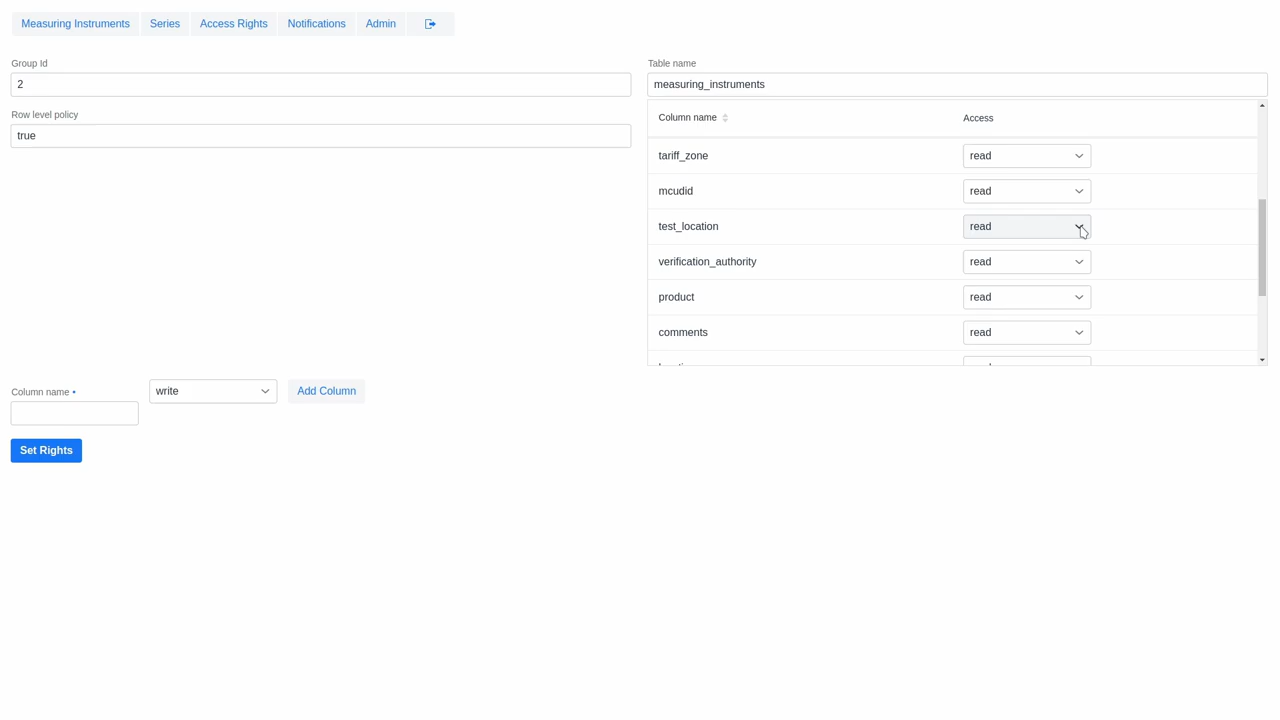 Measuring Instruments Series Access Rights Notifications Admin
Group Id
2
Row level policy
true
Table name
measuring_instruments
Column name Access
tariff_zone read
mcudid read
test_location read
verification_authority read
product read
comments read
Column name •
write
Add Column
Set Rights